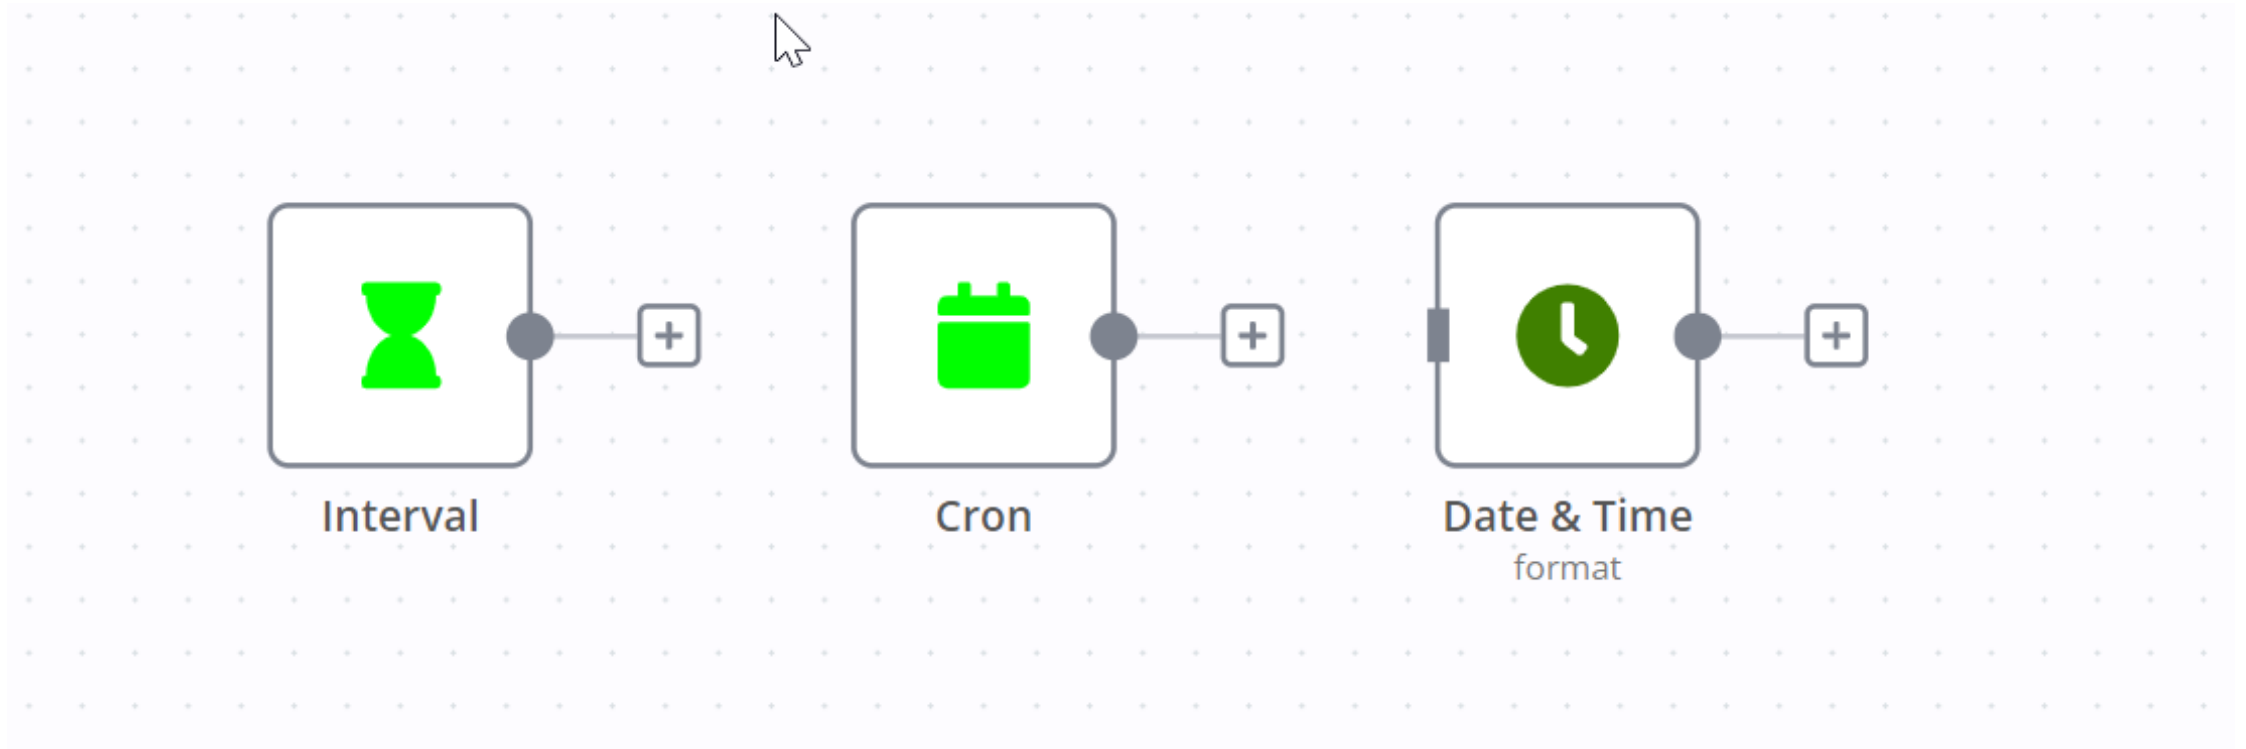 Interval
Cron
Date & Time
format